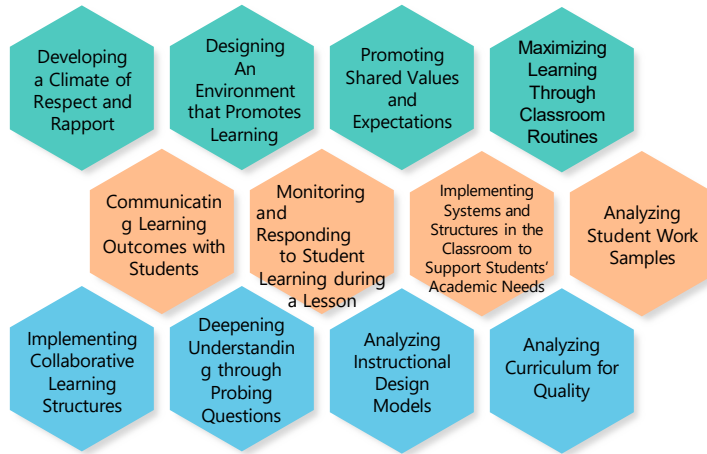 Developing
a Climate of
Respect and
Rapport
Designing
An
Environment
that Promotes
Learning
Promoting
Shared Values
and
Expectations
Maximizing
Learning
Through
Classroom
Routines
Communicatin
g Learning
Outcomes with
Students
Monitoring
and
Responding
to Student
Learning during
a Lesson
Implementing
Systems and
Structures in the
Classroom to
Support Students’
Academic Needs
Analyzing
Student Work
Samples
Implementing
Collaborative
Learning
Structures
Deepening
Understandin
g through
Probing
Questions
Analyzing
Instructional
Design
Models
Analyzing
Curriculum for
Quality